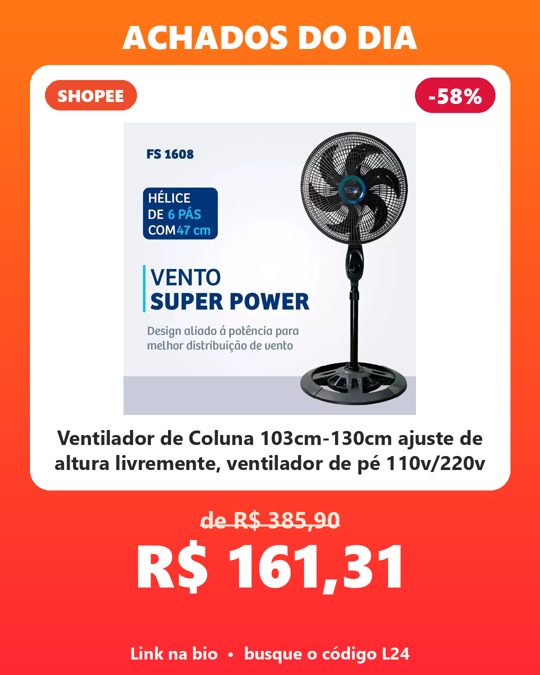 ACHADOS DO DIA
SHOPEE
-58%
FS 1608
HÉLICE
DE 6 PÁS
COM 47 cm
VENTO
SUPER POWER
Design aliado á potência para
melhor distribuição de vento
Ventilador de Coluna 103cm-130cm ajuste de
altura livremente, ventilador de pé 110v/220v
de R$ 385,90
R$ 161,31
Link na bio • busque o código L24